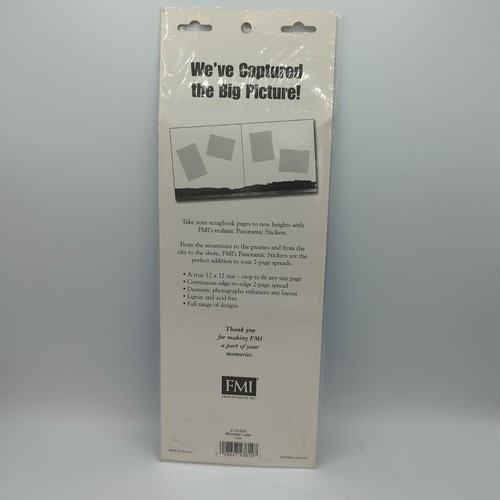 We've Captured
the Big Picture!
Take your scrapbook pages to new heights with
FMI's realistic Panoramic Stickers.
From the mountains to the prairies and from the
city to the shore, FMI's Panoramic Stickers are the
perfect addition to your 2-page spreads.
• A true 12 x 12 size – crop to fit any size page
• Continuous edge-to-edge 2-page spread
• Dramatic photography enhances any layout
• Lignin and acid free
• Full range of designs
Thank you
for making FMI
a part of your
memories.
FMI
Mountain Lake